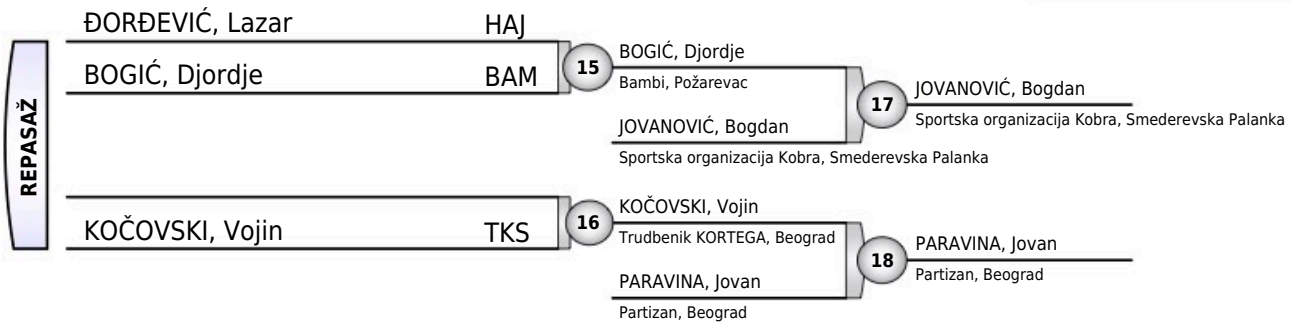 REPASAŽ
ĐORĐEVIĆ, Lazar HAJ
BOGIĆ, Djordje BAM
15
BOGIĆ, Djordje
Bambi, Požarevac
JOVANOVIĆ, Bogdan
Sportska organizacija Kobra, Smederevska Palanka
17
JOVANOVIĆ, Bogdan
Sportska organizacija Kobra, Smederevska Palanka
KOČOVSKI, Vojin TKS
16
KOČOVSKI, Vojin
Trudbenik KORTEGA, Beograd
PARAVINA, Jovan
Partizan, Beograd
18
PARAVINA, Jovan
Partizan, Beograd